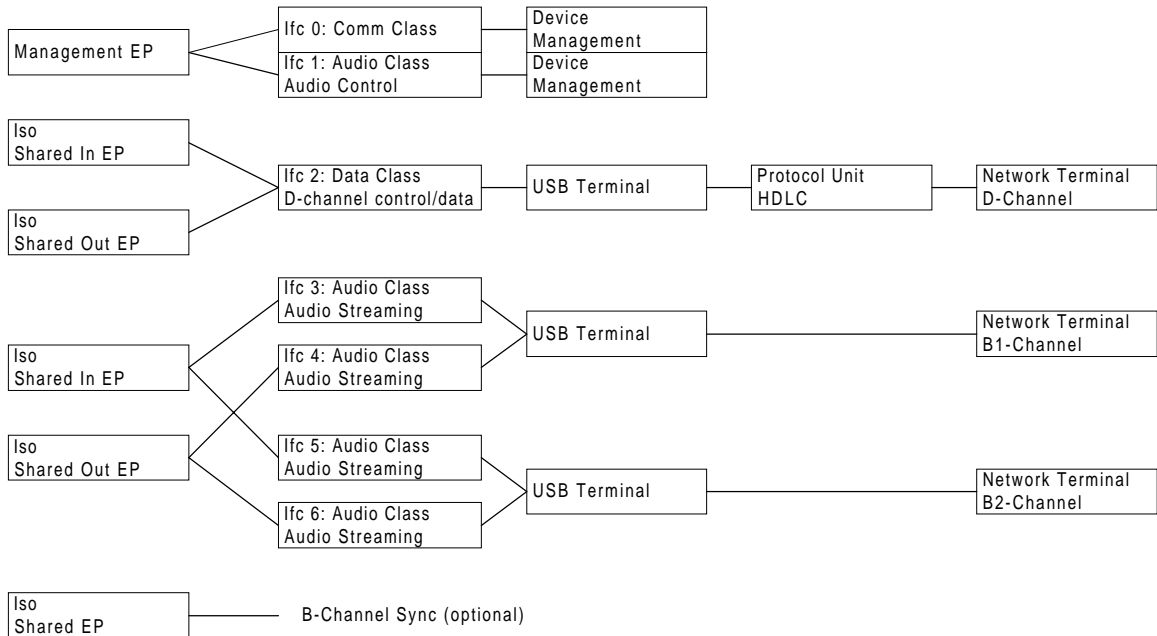 Management EP
Ifc 0: Comm Class
Device
Management
Ifc 1: Audio Class
Audio Control
Device
Management
Iso
Shared In EP
Iso
Shared Out EP
Ifc 2: Data Class
D-channel control/data
USB Terminal
Protocol Unit
HDLC
Network Terminal
D-Channel
Iso
Shared In EP
Iso
Shared Out EP
Ifc 3: Audio Class
Audio Streaming
Ifc 4: Audio Class
Audio Streaming
USB Terminal
Network Terminal
B1-Channel
Ifc 5: Audio Class
Audio Streaming
Ifc 6: Audio Class
Audio Streaming
USB Terminal
Network Terminal
B2-Channel
Iso
Shared EP
B-Channel Sync (optional)